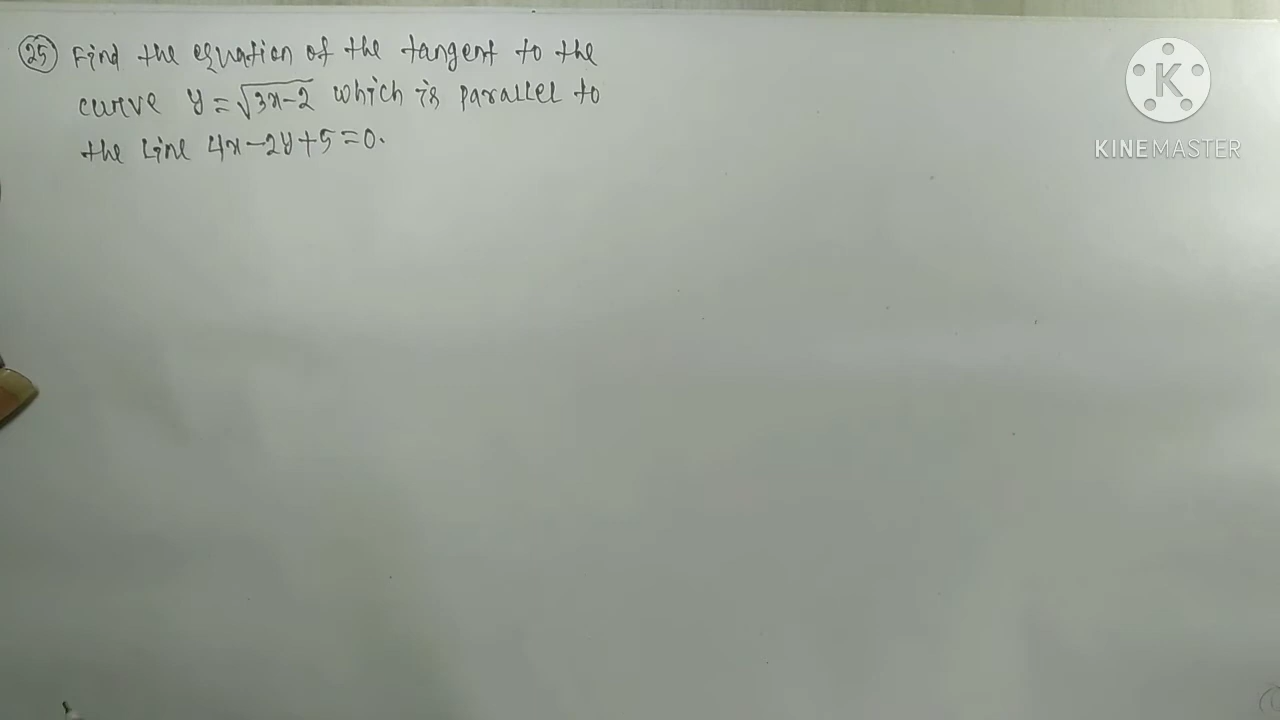 25 Find the equation of the tangent to the
curve y = √3x-2 which is parallel to
the line 4x-2y+5=0.
K
KINEMASTER